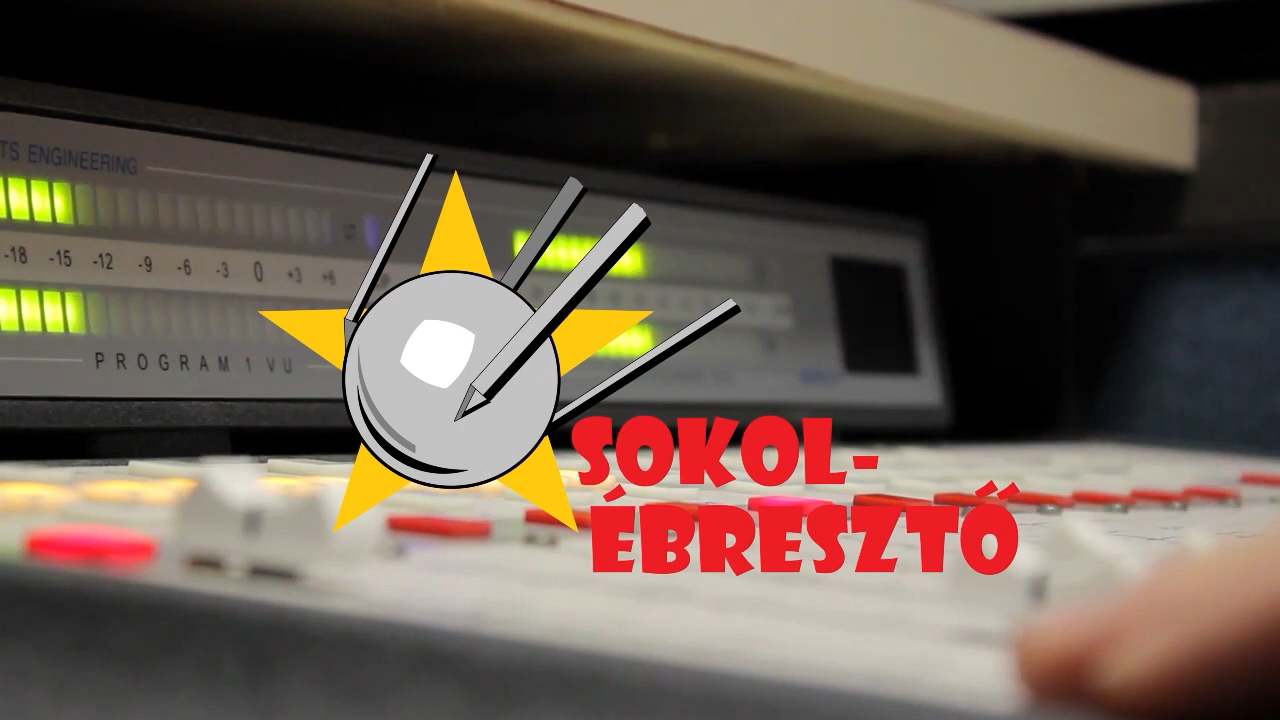 TS ENGINEERING
-18 -15 -12 -9 -6 -3 0 +3 +6
PROGRAM 1 VU
SOKOL-
ÉBRESZTŐ